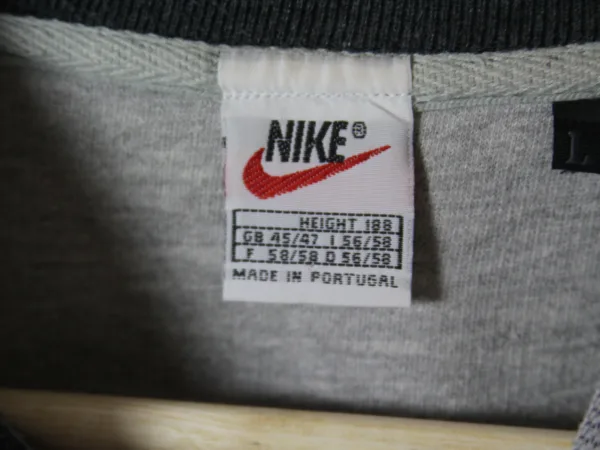 NIKE®
HEIGHT 188
GB 45/47 I 56/58
F 58/58 D 56/58
MADE IN PORTUGAL
L